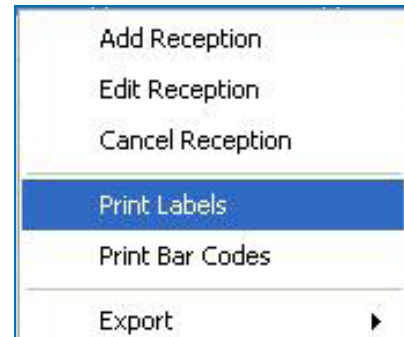 Add Reception
Edit Reception
Cancel Reception
Print Labels
Print Bar Codes
Export